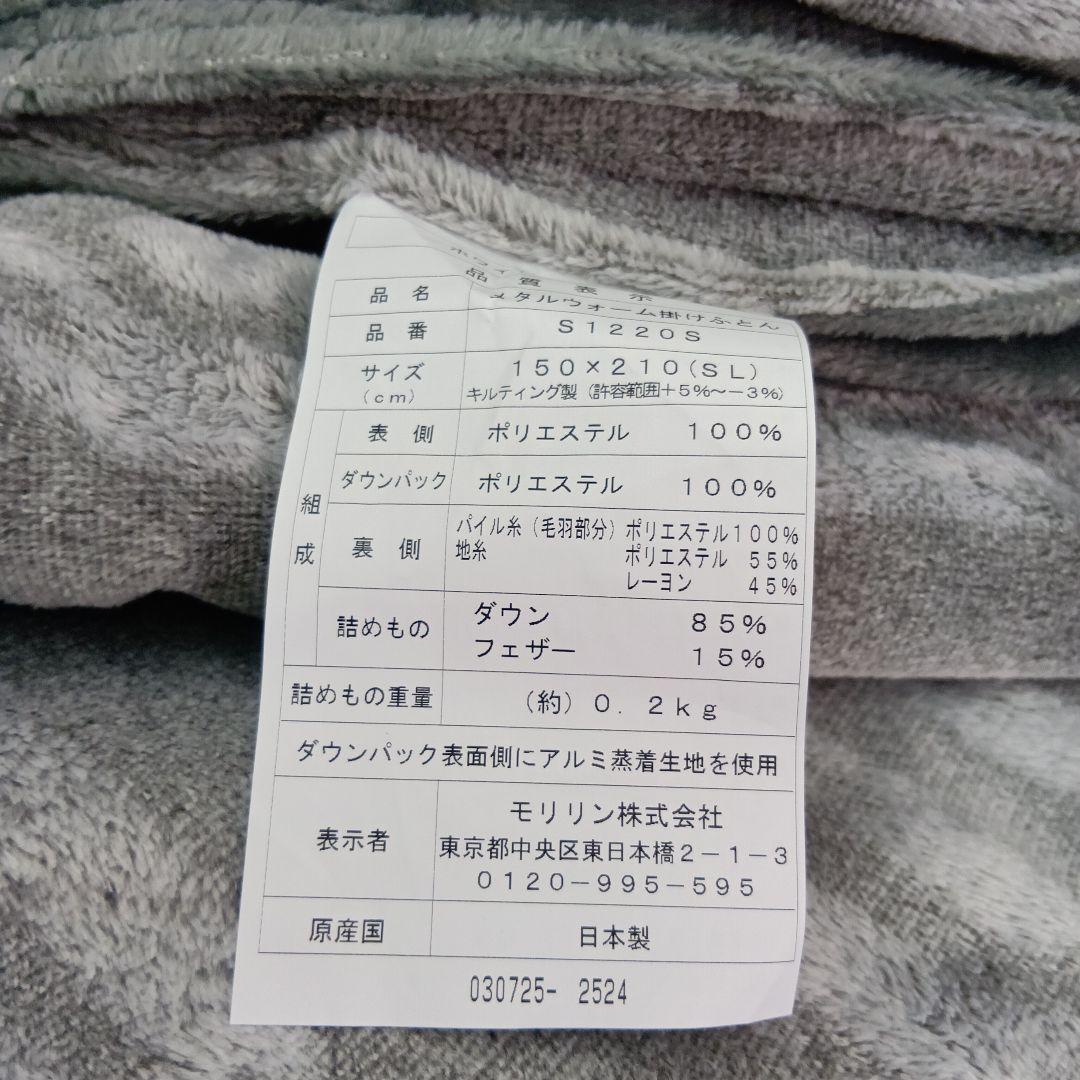 品質表示
品名 メタルウォーム掛けふとん
品番 S1220S
サイズ 150×210(SL)
(cm) キルティング製(許容範囲+5%~-3%)
組成
表側 ポリエステル 100%
ダウンパック ポリエステル 100%
裏側 パイル糸(毛羽部分) ポリエステル100%
地糸 ポリエステル 55%
レーヨン 45%
詰めもの ダウン 85%
フェザー 15%
詰めもの重量 (約)0.2kg
ダウンパック表面側にアルミ蒸着生地を使用
表示者 モリリン株式会社
東京都中央区東日本橋2-1-3
0120-995-595
原産国 日本製
030725- 2524